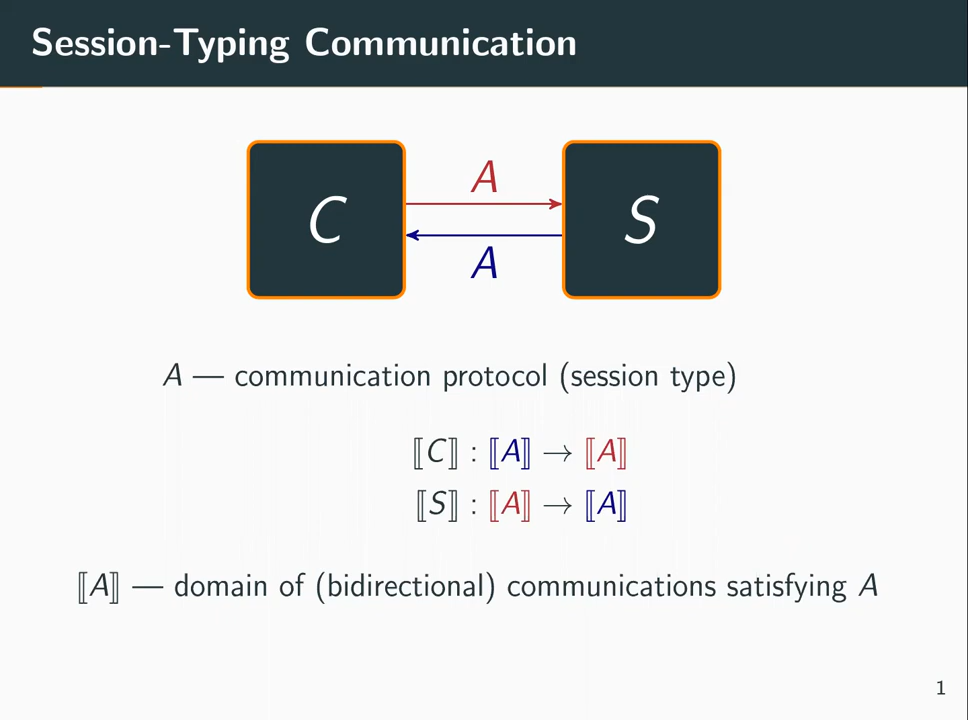 Session-Typing Communication
A
C
S
A
A — communication protocol (session type)
⟦C⟧ : ⟦A⟧ → ⟦A⟧
⟦S⟧ : ⟦A⟧ → ⟦A⟧
⟦A⟧ — domain of (bidirectional) communications satisfying A
1